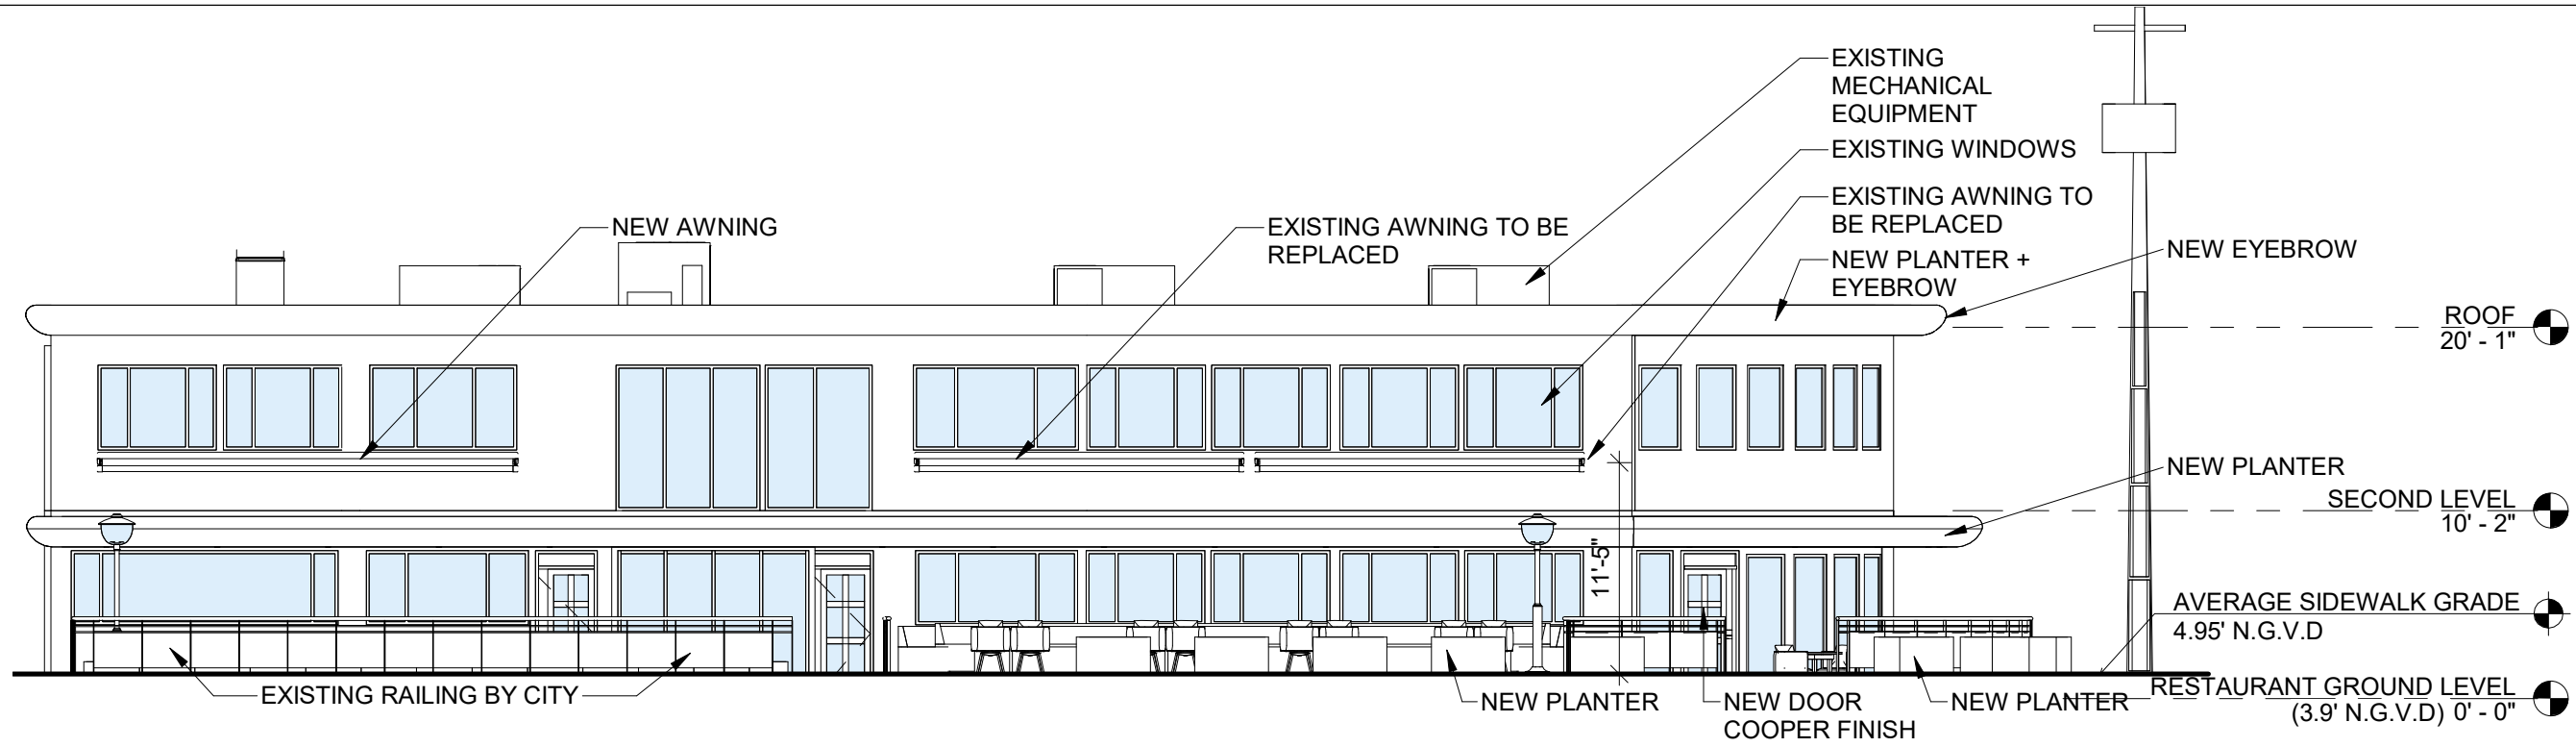 EXISTING
MECHANICAL
EQUIPMENT
EXISTING WINDOWS
EXISTING AWNING TO
BE REPLACED
NEW AWNING
EXISTING AWNING TO BE
REPLACED
NEW PLANTER +
EYEBROW
NEW EYEBROW
ROOF
20' - 1"
NEW PLANTER
SECOND LEVEL
10' - 2"
11'-5"
AVERAGE SIDEWALK GRADE
4.95' N.G.V.D
EXISTING RAILING BY CITY
NEW PLANTER
NEW DOOR
COOPER FINISH
NEW PLANTER
RESTAURANT GROUND LEVEL
(3.9' N.G.V.D) 0' - 0"